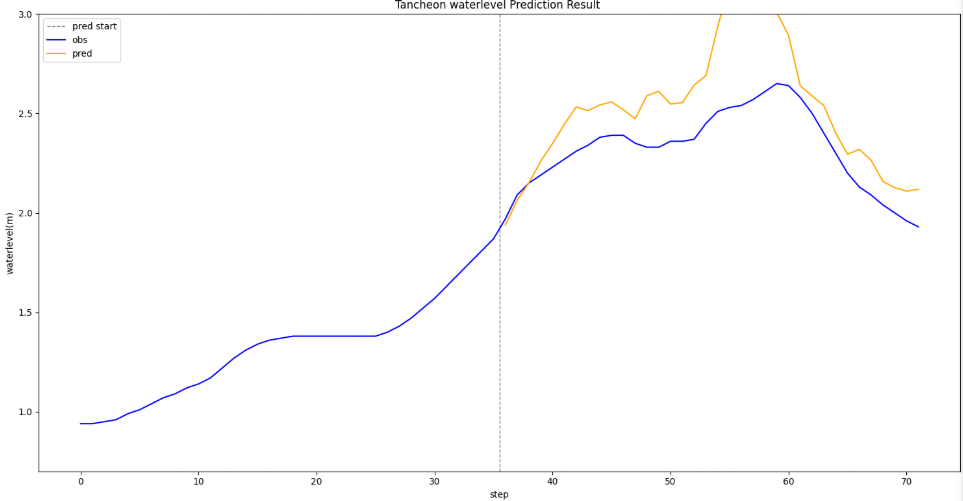 Tancheon waterlevel Prediction Result
3.0
pred start
obs
pred
2.5
2.0
waterlevel(m)
1.5
1.0
0 10 20 30 40 50 60 70
step